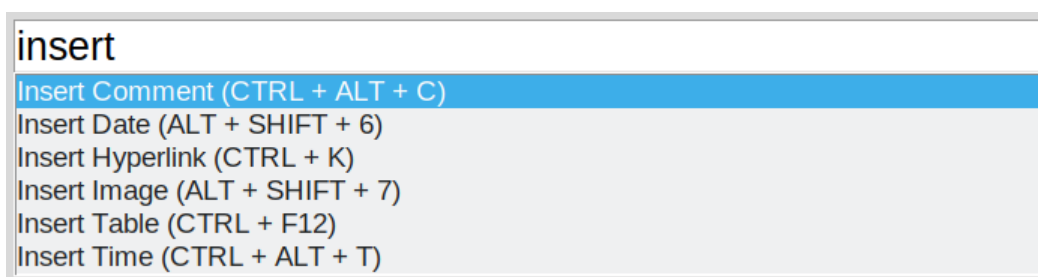 insert
Insert Comment (CTRL + ALT + C)
Insert Date (ALT + SHIFT + 6)
Insert Hyperlink (CTRL + K)
Insert Image (ALT + SHIFT + 7)
Insert Table (CTRL + F12)
Insert Time (CTRL + ALT + T)